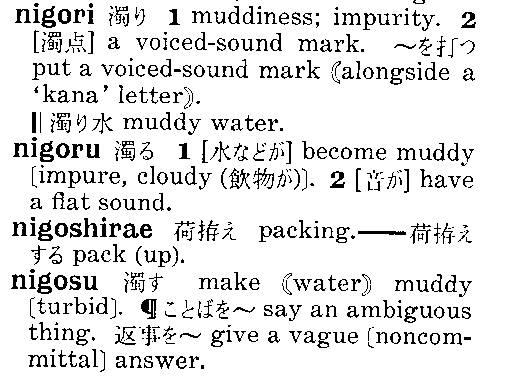 nigori 濁り 1 muddiness; impurity. 2
[濁点] a voiced-sound mark. 〜を打つ
put a voiced-sound mark 《alongside a
‘kana’ letter》.
‖濁り水 muddy water.
nigoru 濁る 1 [水などが] become muddy
〔impure, cloudy (飲物が)〕. 2 [音が] have
a flat sound.
nigoshirae 荷拵え packing.——荷拵え
する pack (up).
nigosu 濁す make 《water》 muddy
〔turbid〕. ¶ことばを〜 say an ambiguous
thing. 返事を〜 give a vague 〔noncom-
mittal〕 answer.